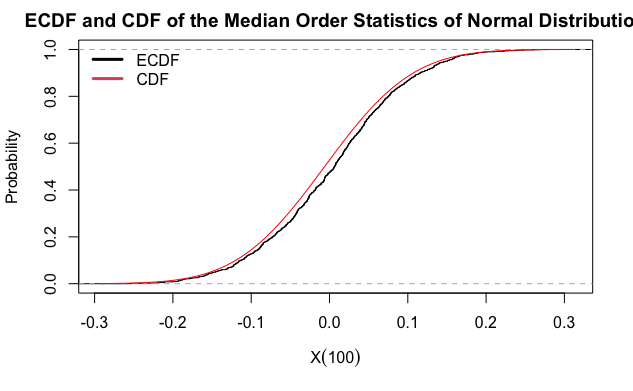 ECDF and CDF of the Median Order Statistics of Normal Distributio
ECDF
CDF
Probability
0.0
0.2
0.4
0.6
0.8
1.0
-0.3 -0.2 -0.1 0.0 0.1 0.2 0.3
X(100)